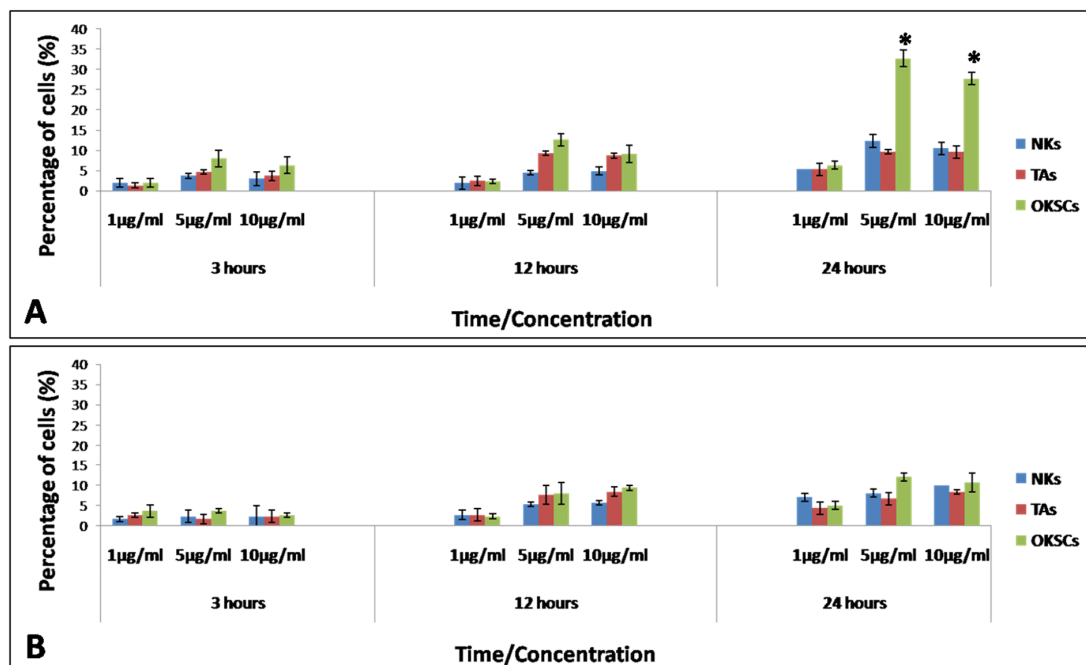 Percentage of cells (%)
40
35
30
25
20
15
10
5
0
* *
NKs
TAs
OKSCs
1µg/ml 5µg/ml 10µg/ml 1µg/ml 5µg/ml 10µg/ml 1µg/ml 5µg/ml 10µg/ml
3 hours 12 hours 24 hours
A
Time/Concentration
Percentage of cells (%)
40
35
30
25
20
15
10
5
0
NKs
TAs
OKSCs
1µg/ml 5µg/ml 10µg/ml 1µg/ml 5µg/ml 10µg/ml 1µg/ml 5µg/ml 10µg/ml
3 hours 12 hours 24 hours
B
Time/Concentration